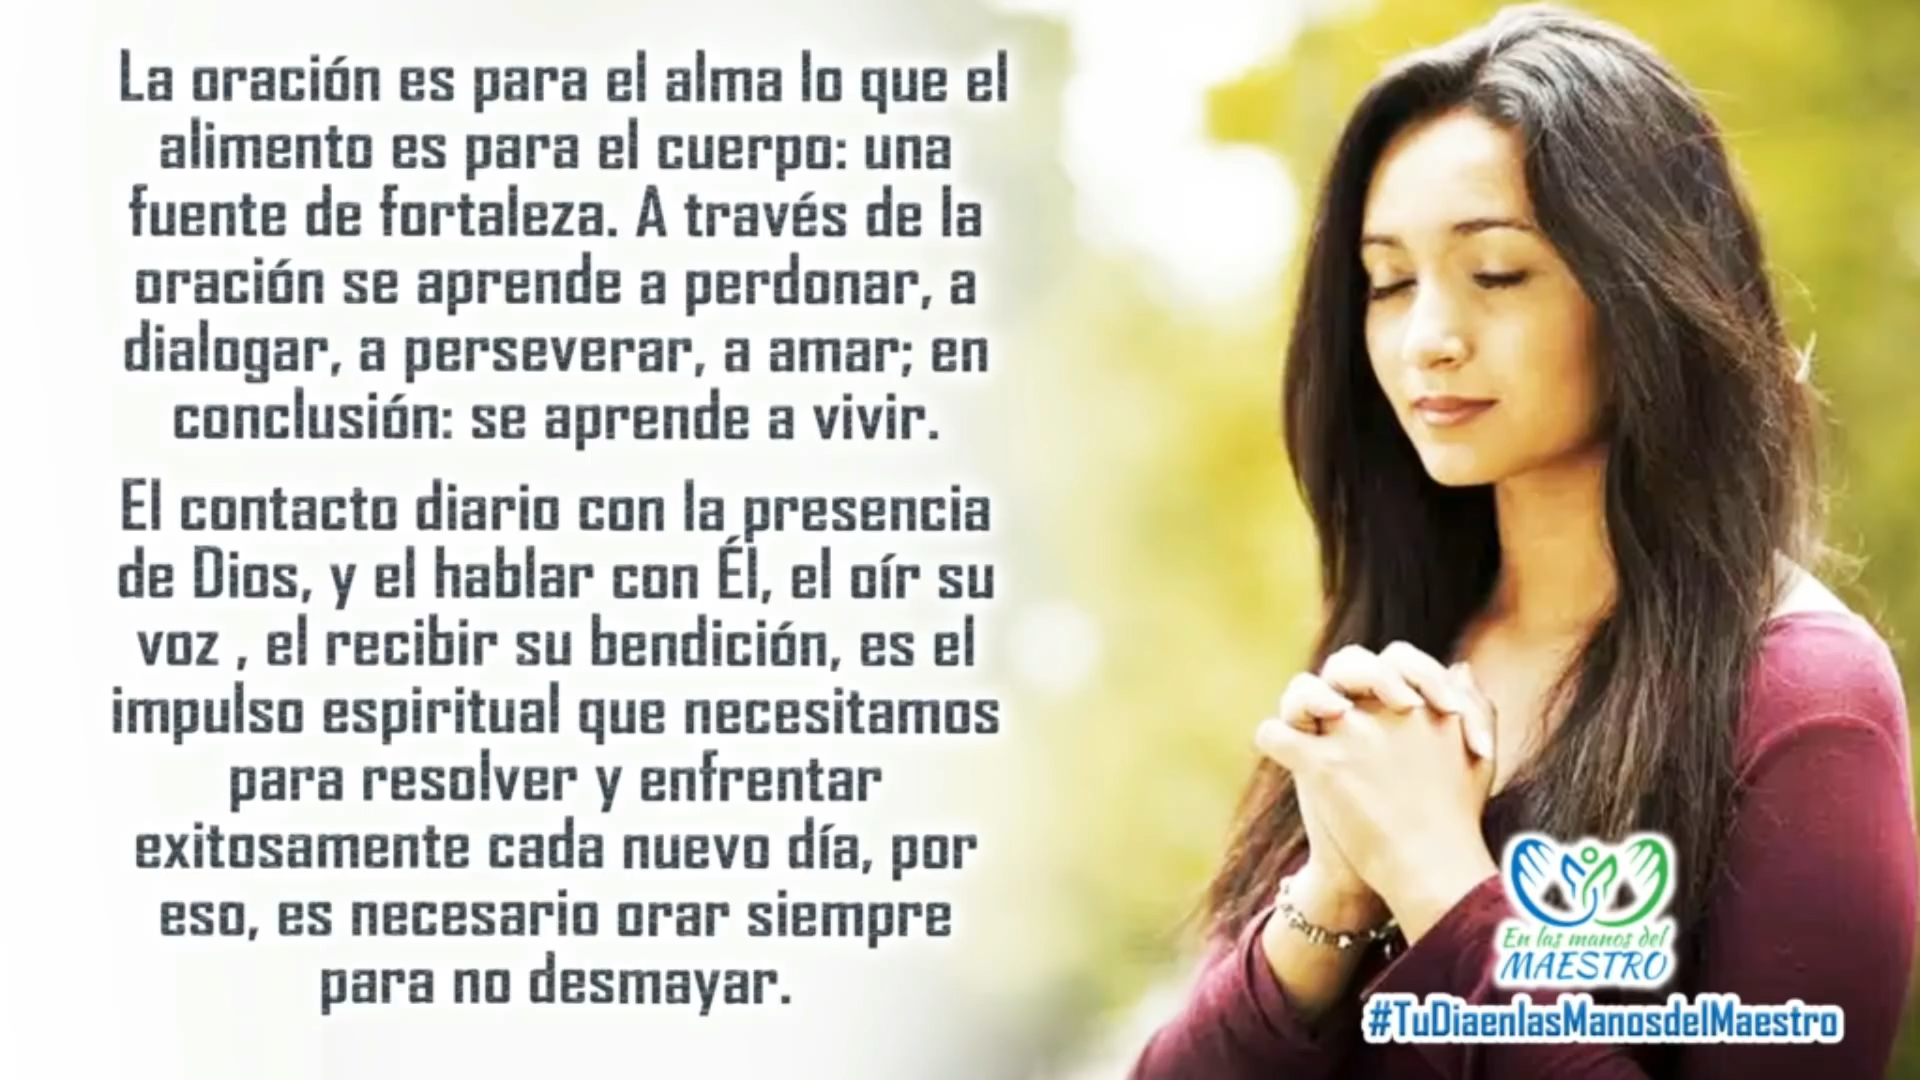 La oración es para el alma lo que el
alimento es para el cuerpo: una
fuente de fortaleza. A través de la
oración se aprende a perdonar, a
dialogar, a perseverar, a amar; en
conclusión: se aprende a vivir.
El contacto diario con la presencia
de Dios, y el hablar con Él, el oír su
voz , el recibir su bendición, es el
impulso espiritual que necesitamos
para resolver y enfrentar
exitosamente cada nuevo día, por
eso, es necesario orar siempre
para no desmayar.
En las manos del
MAESTRO
#TuDiaenlasManosdelMaestro